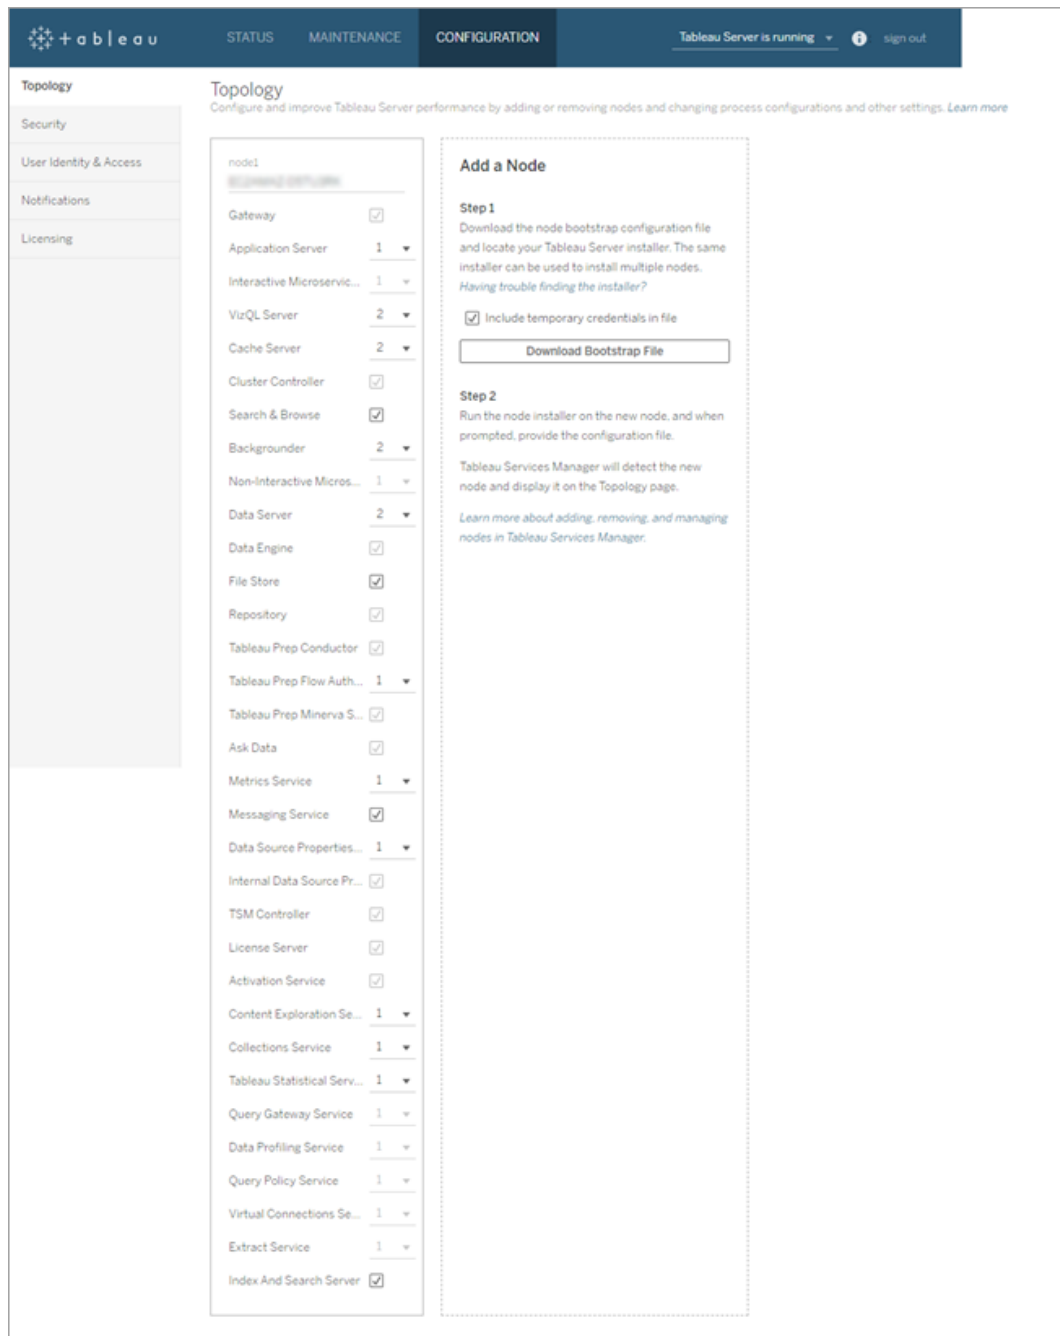 + a b l e a u
STATUS MAINTENANCE CONFIGURATION Tableau Server is running sign out
Topology
Security
User Identity & Access
Notifications
Licensing
Topology
Configure and improve Tableau Server performance by adding or removing nodes and changing process configurations and other settings. Learn more
node1
Gateway
Application Server 1
Interactive Microservic... 1
VizQL Server 2
Cache Server 2
Cluster Controller
Search & Browse
Backgrounder 2
Non-Interactive Micros... 1
Data Server 2
Data Engine
File Store
Repository
Tableau Prep Conductor
Tableau Prep Flow Auth... 1
Tableau Prep Minerva S...
Ask Data
Metrics Service 1
Messaging Service
Data Source Properties... 1
Internal Data Source Pr...
TSM Controller
License Server
Activation Service
Content Exploration Se... 1
Collections Service 1
Tableau Statistical Serv... 1
Query Gateway Service 1
Data Profiling Service 1
Query Policy Service 1
Virtual Connections Se... 1
Extract Service 1
Index And Search Server
Add a Node
Step 1
Download the node bootstrap configuration file
and locate your Tableau Server installer. The same
installer can be used to install multiple nodes.
Having trouble finding the installer?
Include temporary credentials in file
Download Bootstrap File
Step 2
Run the node installer on the new node, and when
prompted, provide the configuration file.
Tableau Services Manager will detect the new
node and display it on the Topology page.
Learn more about adding, removing, and managing
nodes in Tableau Services Manager.